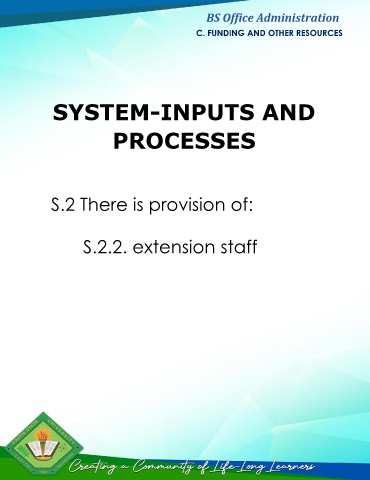 BS Office Administration
C. FUNDING AND OTHER RESOURCES
SYSTEM-INPUTS AND
PROCESSES
S.2 There is provision of:
S.2.2. extension staff
Creating a Community of Life-Long Learners